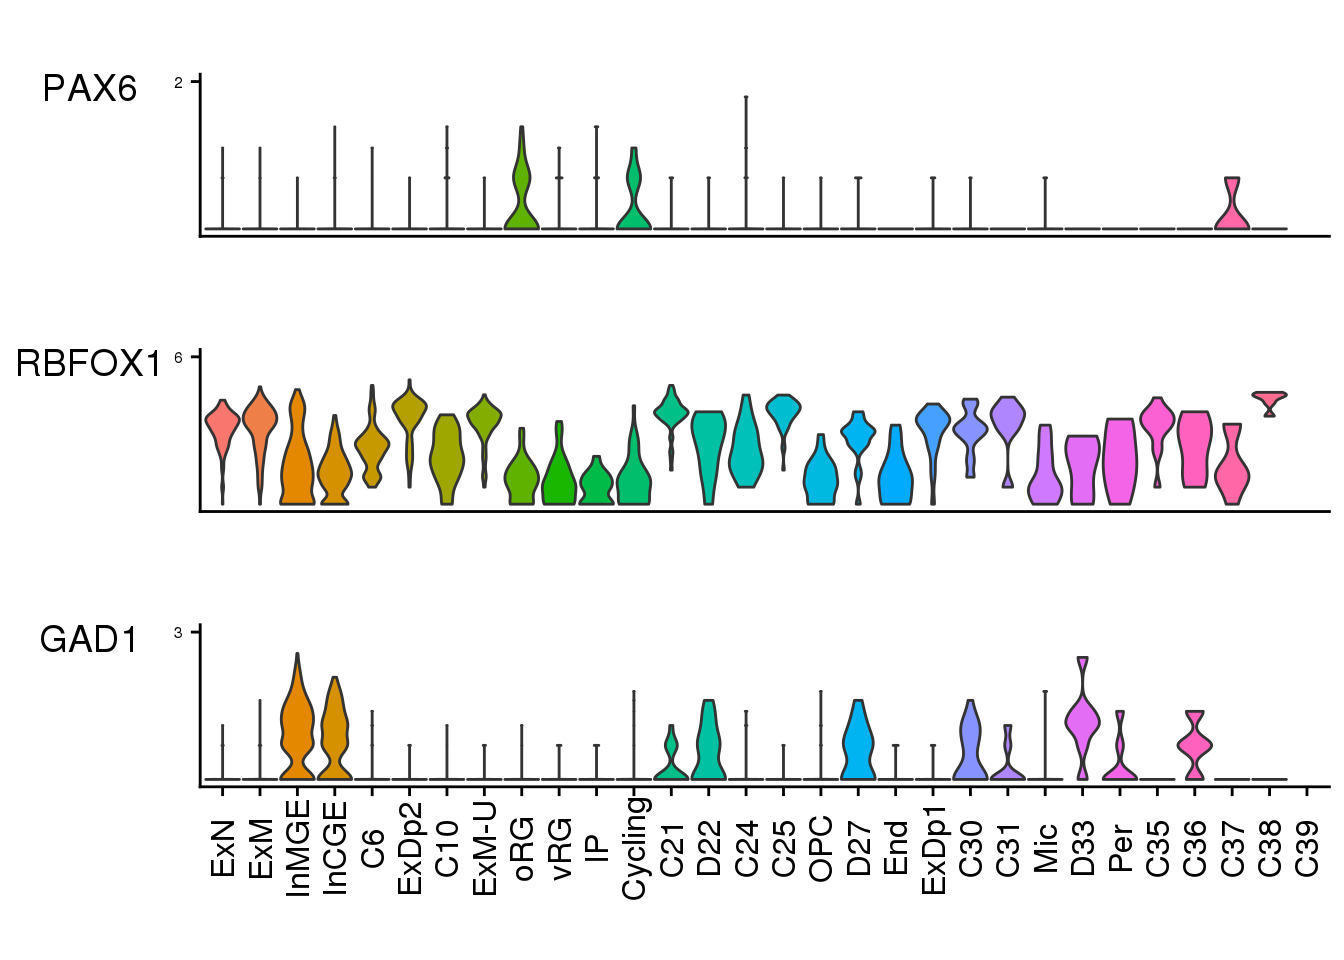 PAX6
2
RBFOX1
6
GAD1
3
ExN
ExM
InMGE
InCGE
C6
ExDp2
C10
ExM-U
oRG
vRG
IP
Cycling
C21
D22
C24
C25
OPC
D27
End
ExDp1
C30
C31
Mic
D33
Per
C35
C36
C37
C38
C39